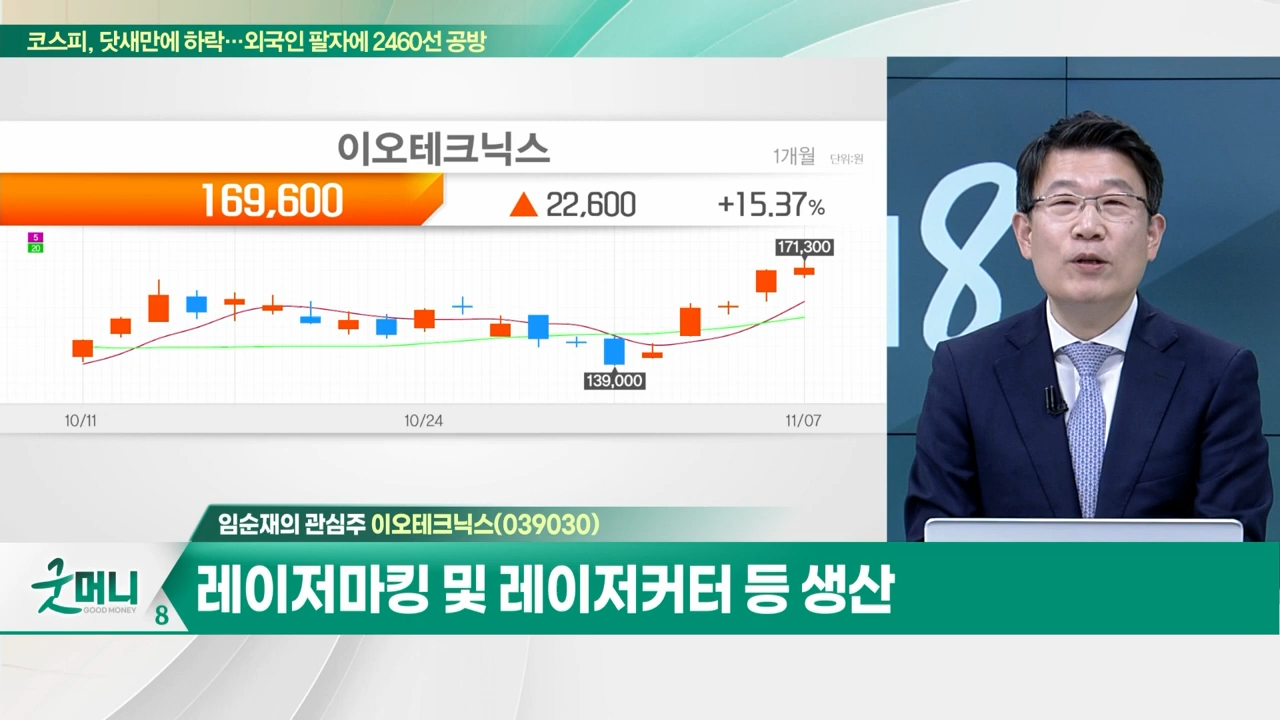 코스피, 닷새만에 하락…외국인 팔자에 2460선 공방
이오테크닉스
1개월 단위:원
169,600 ▲ 22,600 +15.37%
5
20
171,300
139,000
10/11 10/24 11/07
8
임순재의 관심주 이오테크닉스(039030)
레이저마킹 및 레이저커터 등 생산
굿머니
GOOD MONEY
8